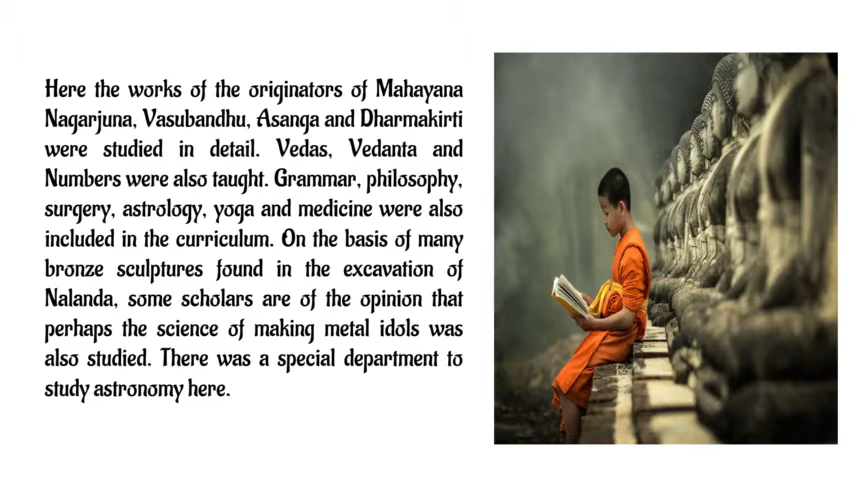 Here the works of the originators of Mahayana
Nagarjuna, Vasubandhu, Asanga and Dharmakirti
were studied in detail. Vedas, Vedanta and
Numbers were also taught. Grammar, philosophy,
surgery, astrology, yoga and medicine were also
included in the curriculum. On the basis of many
bronze sculptures found in the excavation of
Nalanda, some scholars are of the opinion that
perhaps the science of making metal idols was
also studied. There was a special department to
study astronomy here.